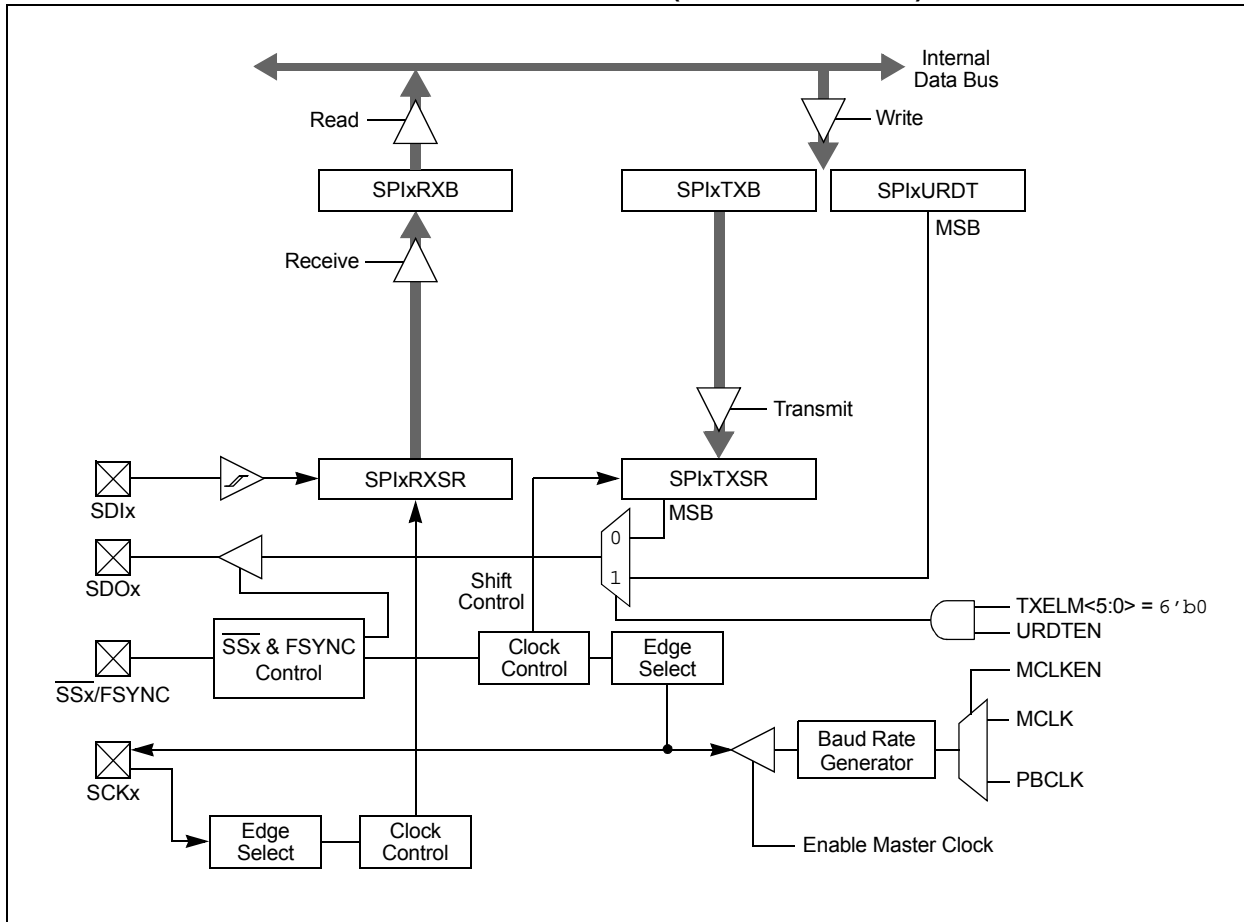 Internal
Data Bus
Read
Write
SPIxRXB
SPIxTXB
SPIxURDT
MSB
Receive
Transmit
SPIxRXSR
SPIxTXSR
SDIx
MSB
0
SDOx
1
Shift
Control
TXELM<5:0> = 6'b0
URDTEN
SSx & FSYNC
Control
Clock
Control
Edge
Select
SSx/FSYNC
MCLKEN
MCLK
Baud Rate
Generator
PBCLK
SCKx
Edge
Select
Clock
Control
Enable Master Clock